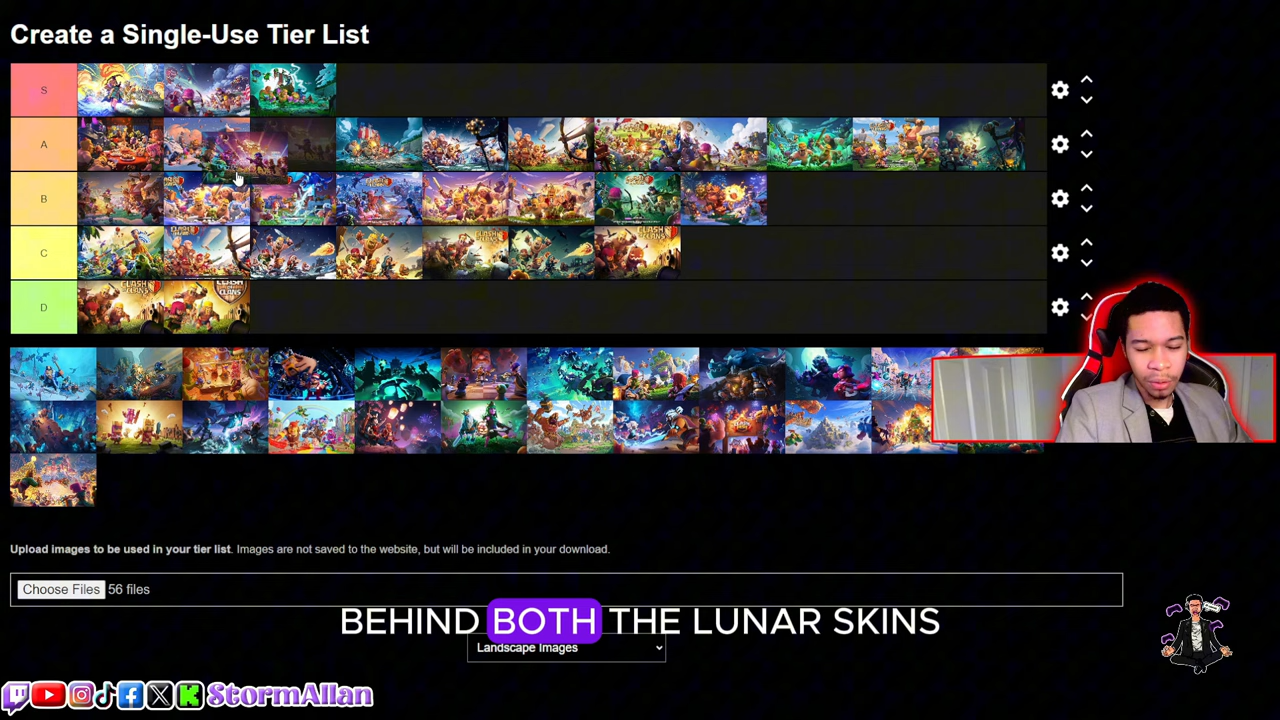 Create a Single-Use Tier List
S
A
B
C
D
Upload images to be used in your tier list. Images are not saved to the website, but will be included in your download.
Choose Files 56 files
BEHIND BOTH THE LUNAR SKINS
Landscape Images
StormAllan